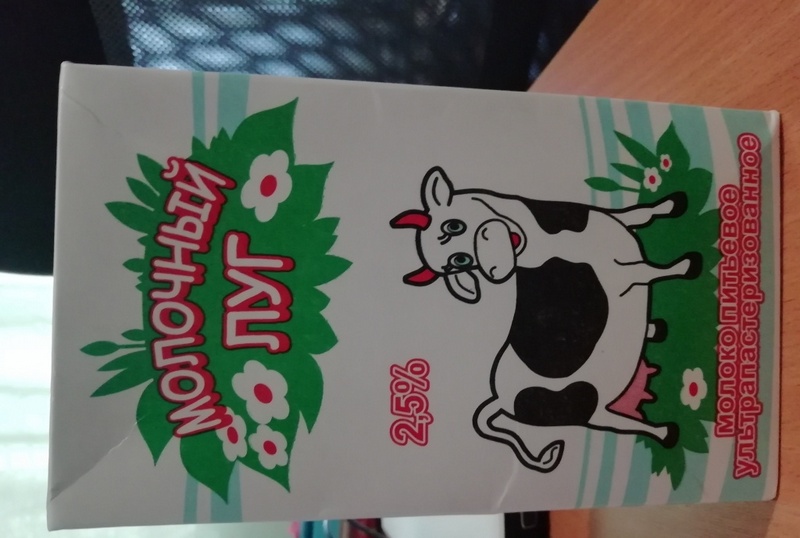 МОЛОЧНЫЙ
ЛУГ
2,5%
Молоко питьевое
ультрапастеризованное